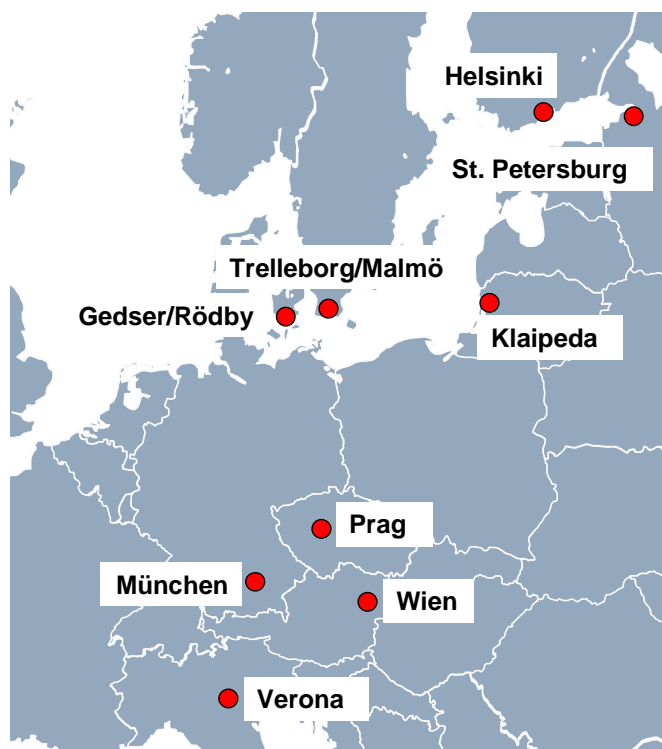 Helsinki
St. Petersburg
Trelleborg/Malmö
Gedser/Rödby
Klaipeda
Prag
München
Wien
Verona